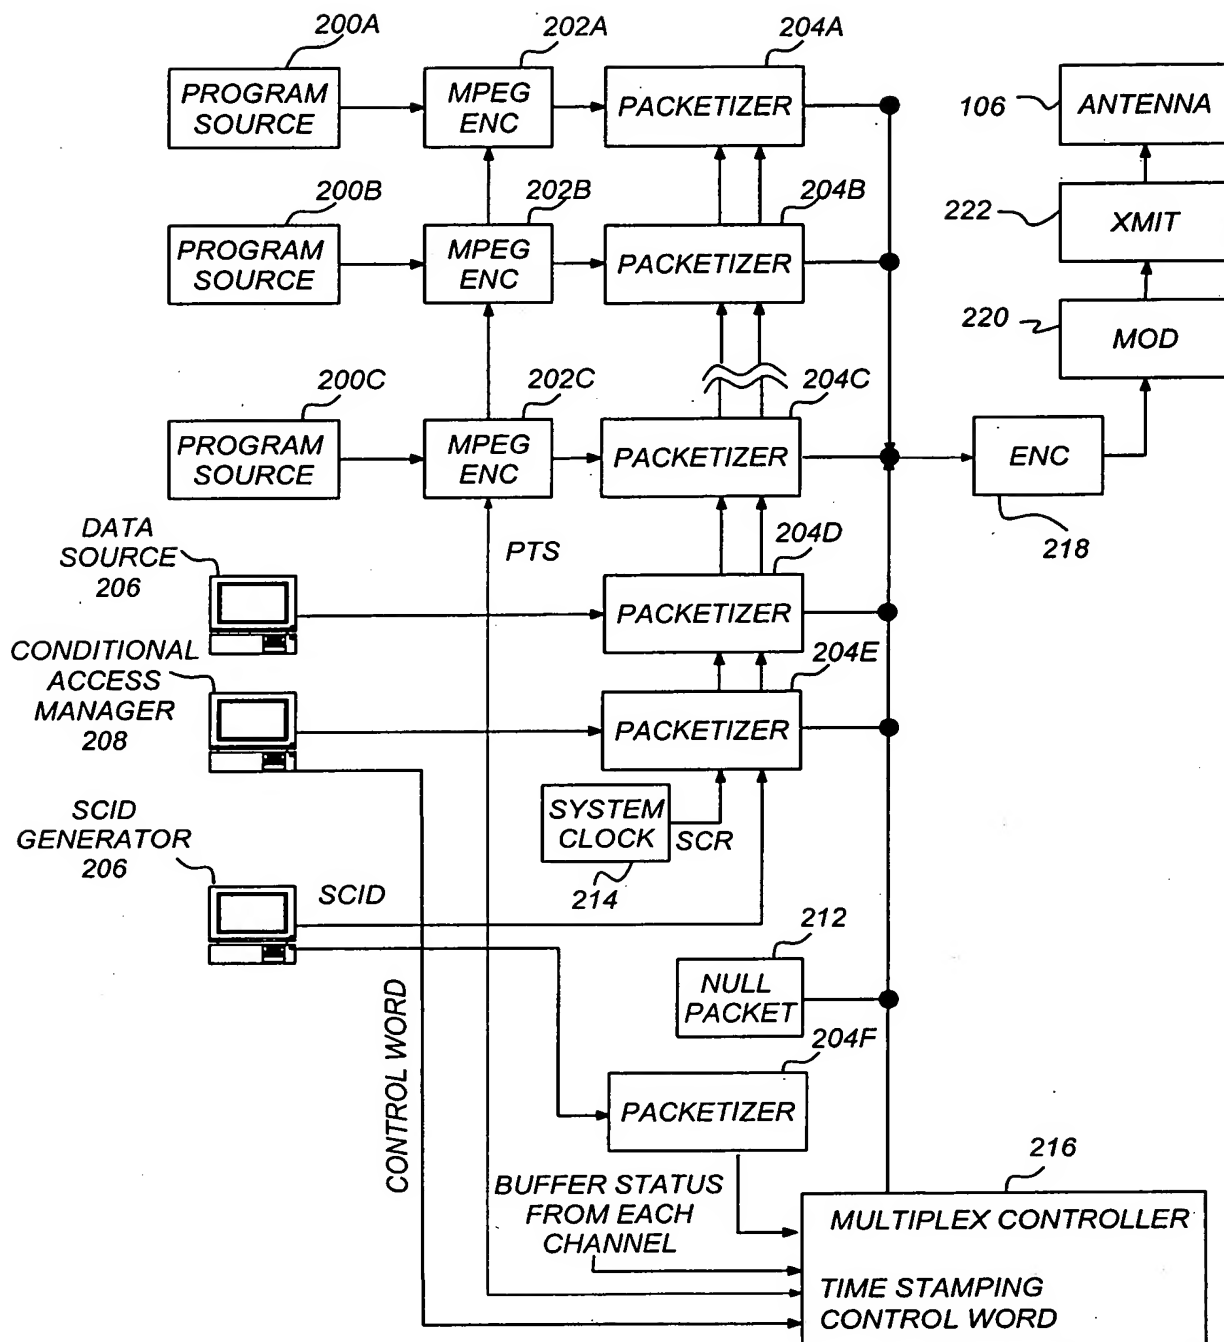 200A
202A
204A
PROGRAM
SOURCE
MPEG
ENC
PACKETIZER
106
ANTENNA
200B
202B
204B
PROGRAM
SOURCE
MPEG
ENC
PACKETIZER
222
XMIT
200C
202C
204C
220
MOD
PROGRAM
SOURCE
MPEG
ENC
PACKETIZER
ENC
218
DATA
SOURCE
206
PTS
204D
PACKETIZER
CONDITIONAL
ACCESS
MANAGER
208
204E
PACKETIZER
SYSTEM
CLOCK
SCR
214
SCID
GENERATOR
206
SCID
212
NULL
PACKET
204F
PACKETIZER
CONTROL WORD
BUFFER STATUS
FROM EACH
CHANNEL
216
MULTIPLEX CONTROLLER
TIME STAMPING
CONTROL WORD